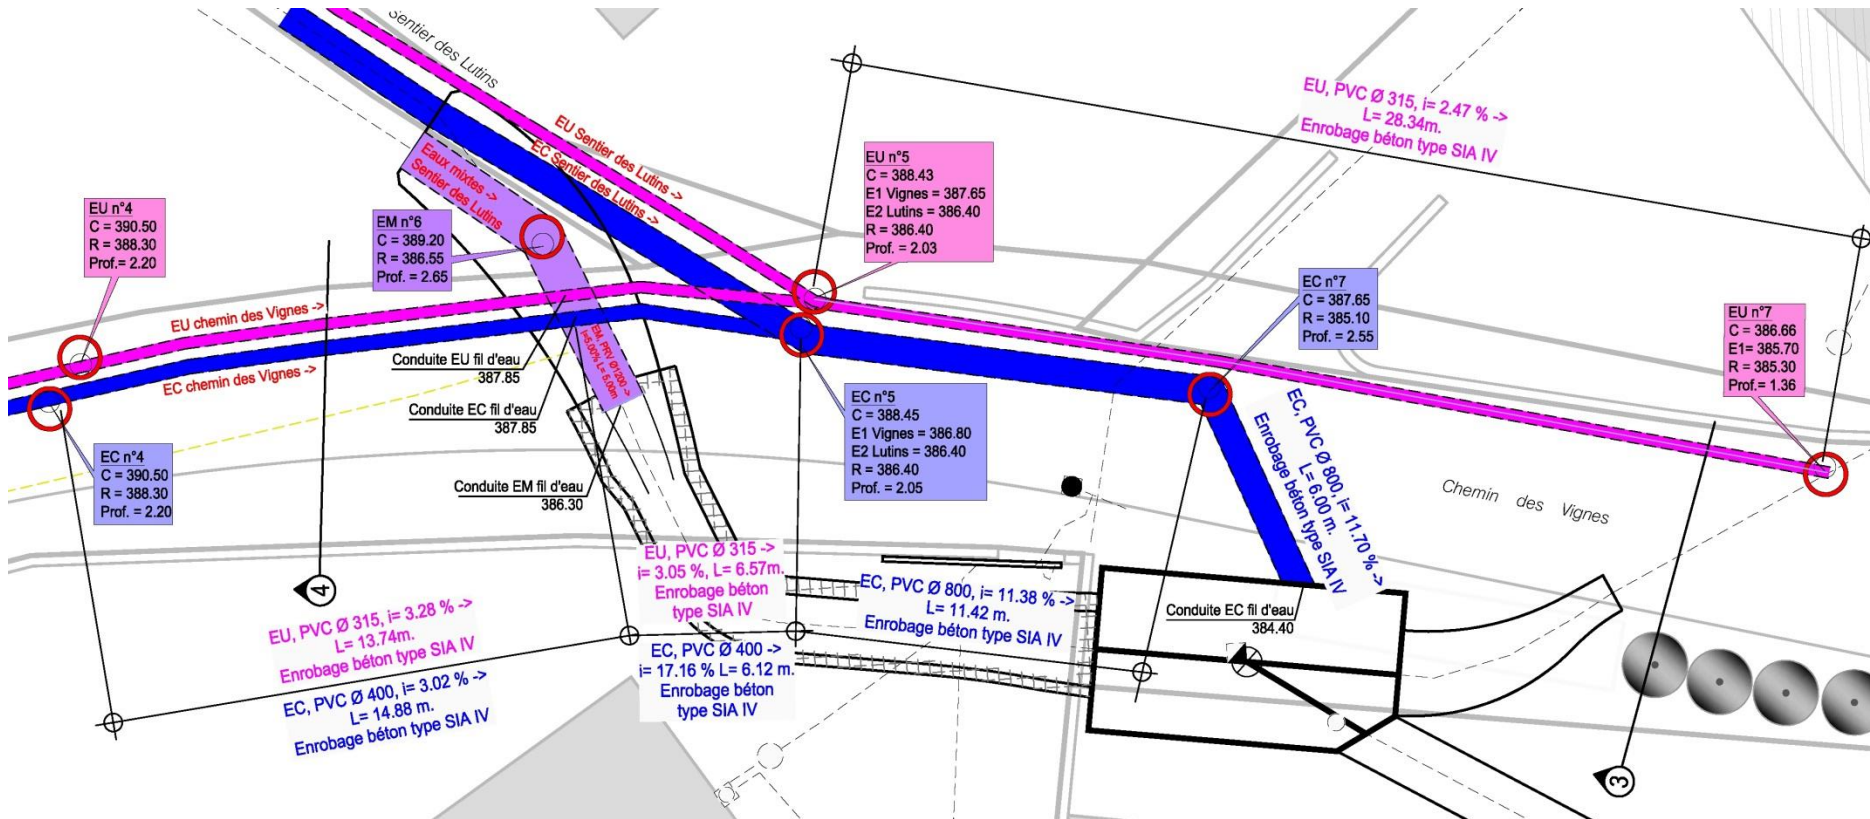 Sentier des Lutins
EU, PVC Ø 315, i= 2.47 % ->
L= 28.34m.
Enrobage béton type SIA IV
EU Sentier des Lutins ->
EC Sentier des Lutins ->
Eaux mixtes ->
Sentier des Lutins
EU n°5
C = 388.43
E1 Vignes = 387.65
E2 Lutins = 386.40
R = 386.40
Prof. = 2.03
EU n°4
C = 390.50
R = 388.30
Prof.= 2.20
EM n°6
C = 389.20
R = 386.55
Prof. = 2.65
EC n°7
C = 387.65
R = 385.10
Prof. = 2.55
EU n°7
C = 386.66
E1= 385.70
R = 385.30
Prof.= 1.36
EU chemin des Vignes ->
EC chemin des Vignes ->
EM, PRV Ø1200 ->
i=5.00% L= 5.00m
Conduite EU fil d'eau
387.85
Conduite EC fil d'eau
387.85
Conduite EM fil d'eau
386.30
EC n°4
C = 390.50
R = 388.30
Prof. = 2.20
EC n°5
C = 388.45
E1 Vignes = 386.80
E2 Lutins = 386.40
R = 386.40
Prof. = 2.05
EC, PVC Ø 800, i= 11.70 % ->
L= 6.00 m.
Enrobage béton type SIA IV
Chemin des Vignes
4
EU, PVC Ø 315, i= 3.28 % ->
L= 13.74m.
Enrobage béton type SIA IV
EC, PVC Ø 400, i= 3.02 % ->
L= 14.88 m.
Enrobage béton type SIA IV
EU, PVC Ø 315 ->
i= 3.05 %, L= 6.57m.
Enrobage béton
type SIA IV
EC, PVC Ø 400 ->
i= 17.16 % L= 6.12 m.
Enrobage béton
type SIA IV
EC, PVC Ø 800, i= 11.38 % ->
L= 11.42 m.
Enrobage béton type SIA IV
Conduite EC fil d'eau
384.40
3